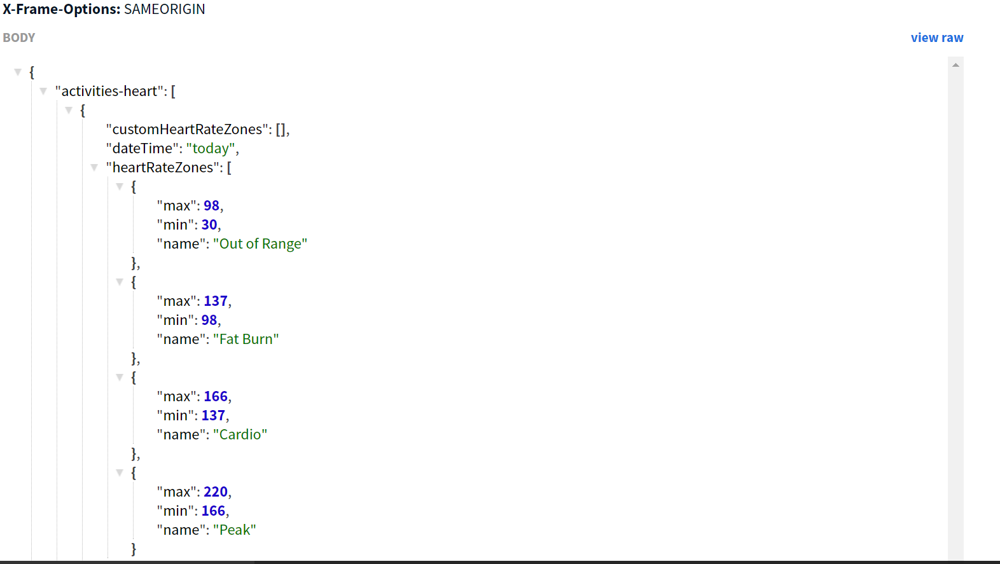 X-Frame-Options: SAMEORIGIN
BODY
view raw
{
"activities-heart": [
{
"customHeartRateZones": [],
"dateTime": "today",
"heartRateZones": [
{
"max": 98,
"min": 30,
"name": "Out of Range"
},
{
"max": 137,
"min": 98,
"name": "Fat Burn"
},
{
"max": 166,
"min": 137,
"name": "Cardio"
},
{
"max": 220,
"min": 166,
"name": "Peak"
}